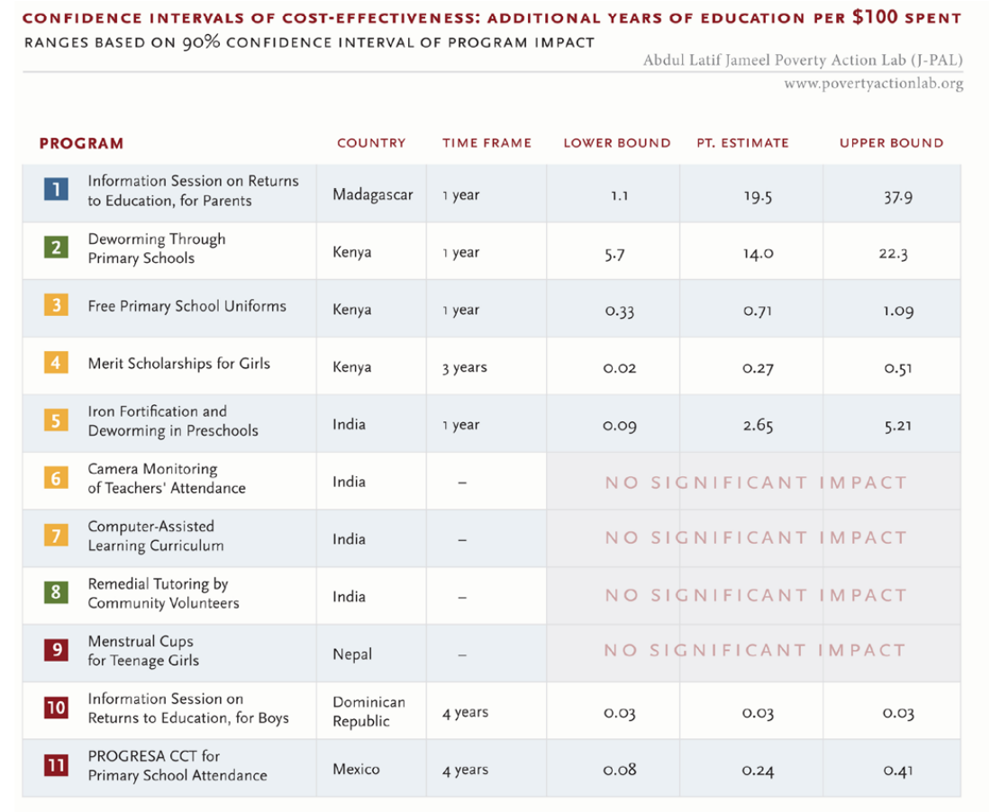 CONFIDENCE INTERVALS OF COST-EFFECTIVENESS: ADDITIONAL YEARS OF EDUCATION PER $100 SPENT
RANGES BASED ON 90% CONFIDENCE INTERVAL OF PROGRAM IMPACT
Abdul Latif Jameel Poverty Action Lab (J-PAL)
www.povertyactionlab.org
PROGRAM COUNTRY TIME FRAME LOWER BOUND PT. ESTIMATE UPPER BOUND
1 Information Session on Returns
to Education, for Parents Madagascar 1 year 1.1 19.5 37.9
2 Deworming Through
Primary Schools Kenya 1 year 5.7 14.0 22.3
3 Free Primary School Uniforms Kenya 1 year 0.33 0.71 1.09
4 Merit Scholarships for Girls Kenya 3 years 0.02 0.27 0.51
5 Iron Fortification and
Deworming in Preschools India 1 year 0.09 2.65 5.21
6 Camera Monitoring
of Teachers' Attendance India – NO SIGNIFICANT IMPACT
7 Computer-Assisted
Learning Curriculum India – NO SIGNIFICANT IMPACT
8 Remedial Tutoring by
Community Volunteers India – NO SIGNIFICANT IMPACT
9 Menstrual Cups
for Teenage Girls Nepal – NO SIGNIFICANT IMPACT
10 Information Session on
Returns to Education, for Boys Dominican
Republic 4 years 0.03 0.03 0.03
11 PROGRESA CCT for
Primary School Attendance Mexico 4 years 0.08 0.24 0.41